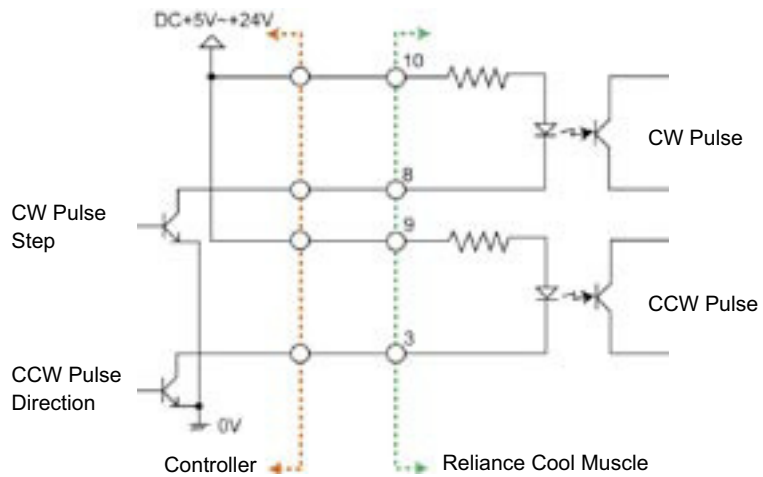 DC+5V~+24V
10
CW Pulse
8
CW Pulse
Step
9
CCW Pulse
3
CCW Pulse
Direction
0V
Controller
Reliance Cool Muscle